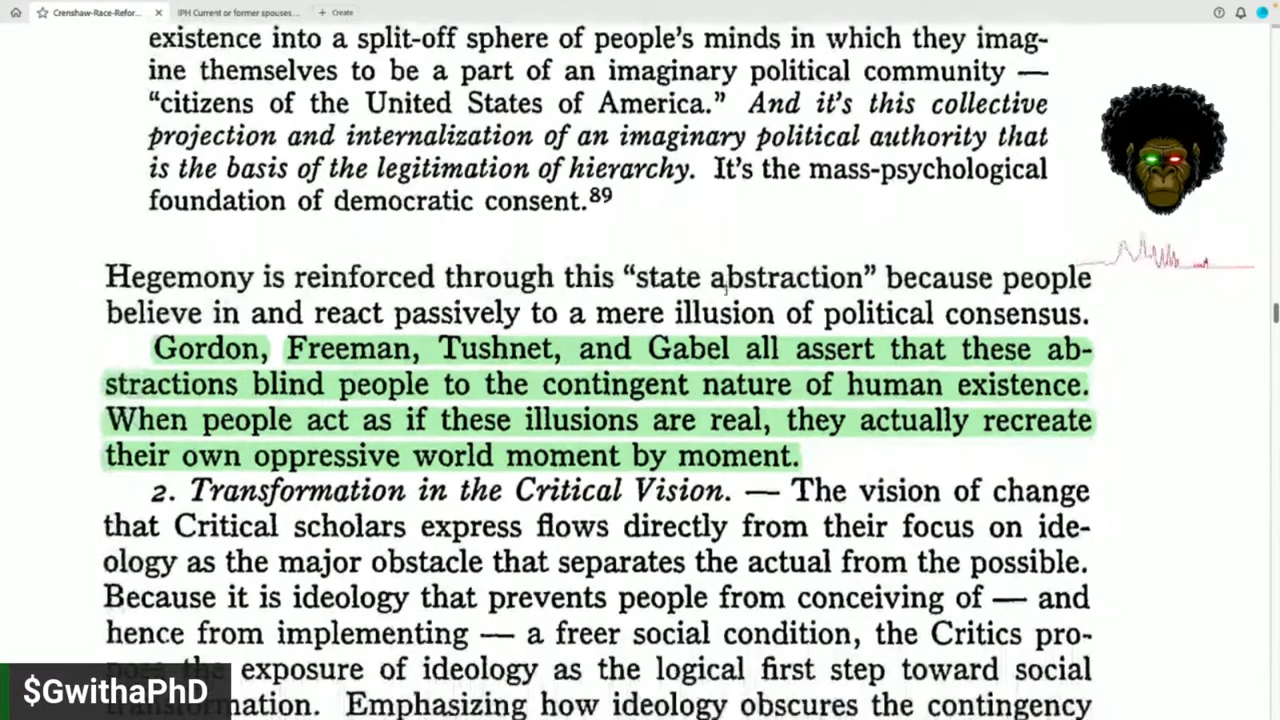 Crenshaw-Race-Refor...
IPH Current or former spouses...
+ Create
existence into a split-off sphere of people's minds in which they imag-
ine themselves to be a part of an imaginary political community —
“citizens of the United States of America.” And it's this collective
projection and internalization of an imaginary political authority that
is the basis of the legitimation of hierarchy. It's the mass-psychological
foundation of democratic consent.89
Hegemony is reinforced through this “state abstraction” because people
believe in and react passively to a mere illusion of political consensus.
Gordon, Freeman, Tushnet, and Gabel all assert that these ab-
stractions blind people to the contingent nature of human existence.
When people act as if these illusions are real, they actually recreate
their own oppressive world moment by moment.
2. Transformation in the Critical Vision. — The vision of change
that Critical scholars express flows directly from their focus on ide-
ology as the major obstacle that separates the actual from the possible.
Because it is ideology that prevents people from conceiving of — and
hence from implementing — a freer social condition, the Critics pro-
the exposure of ideology as the logical first step toward social
mation. Emphasizing how ideology obscures the contingency
$GwithaPhD